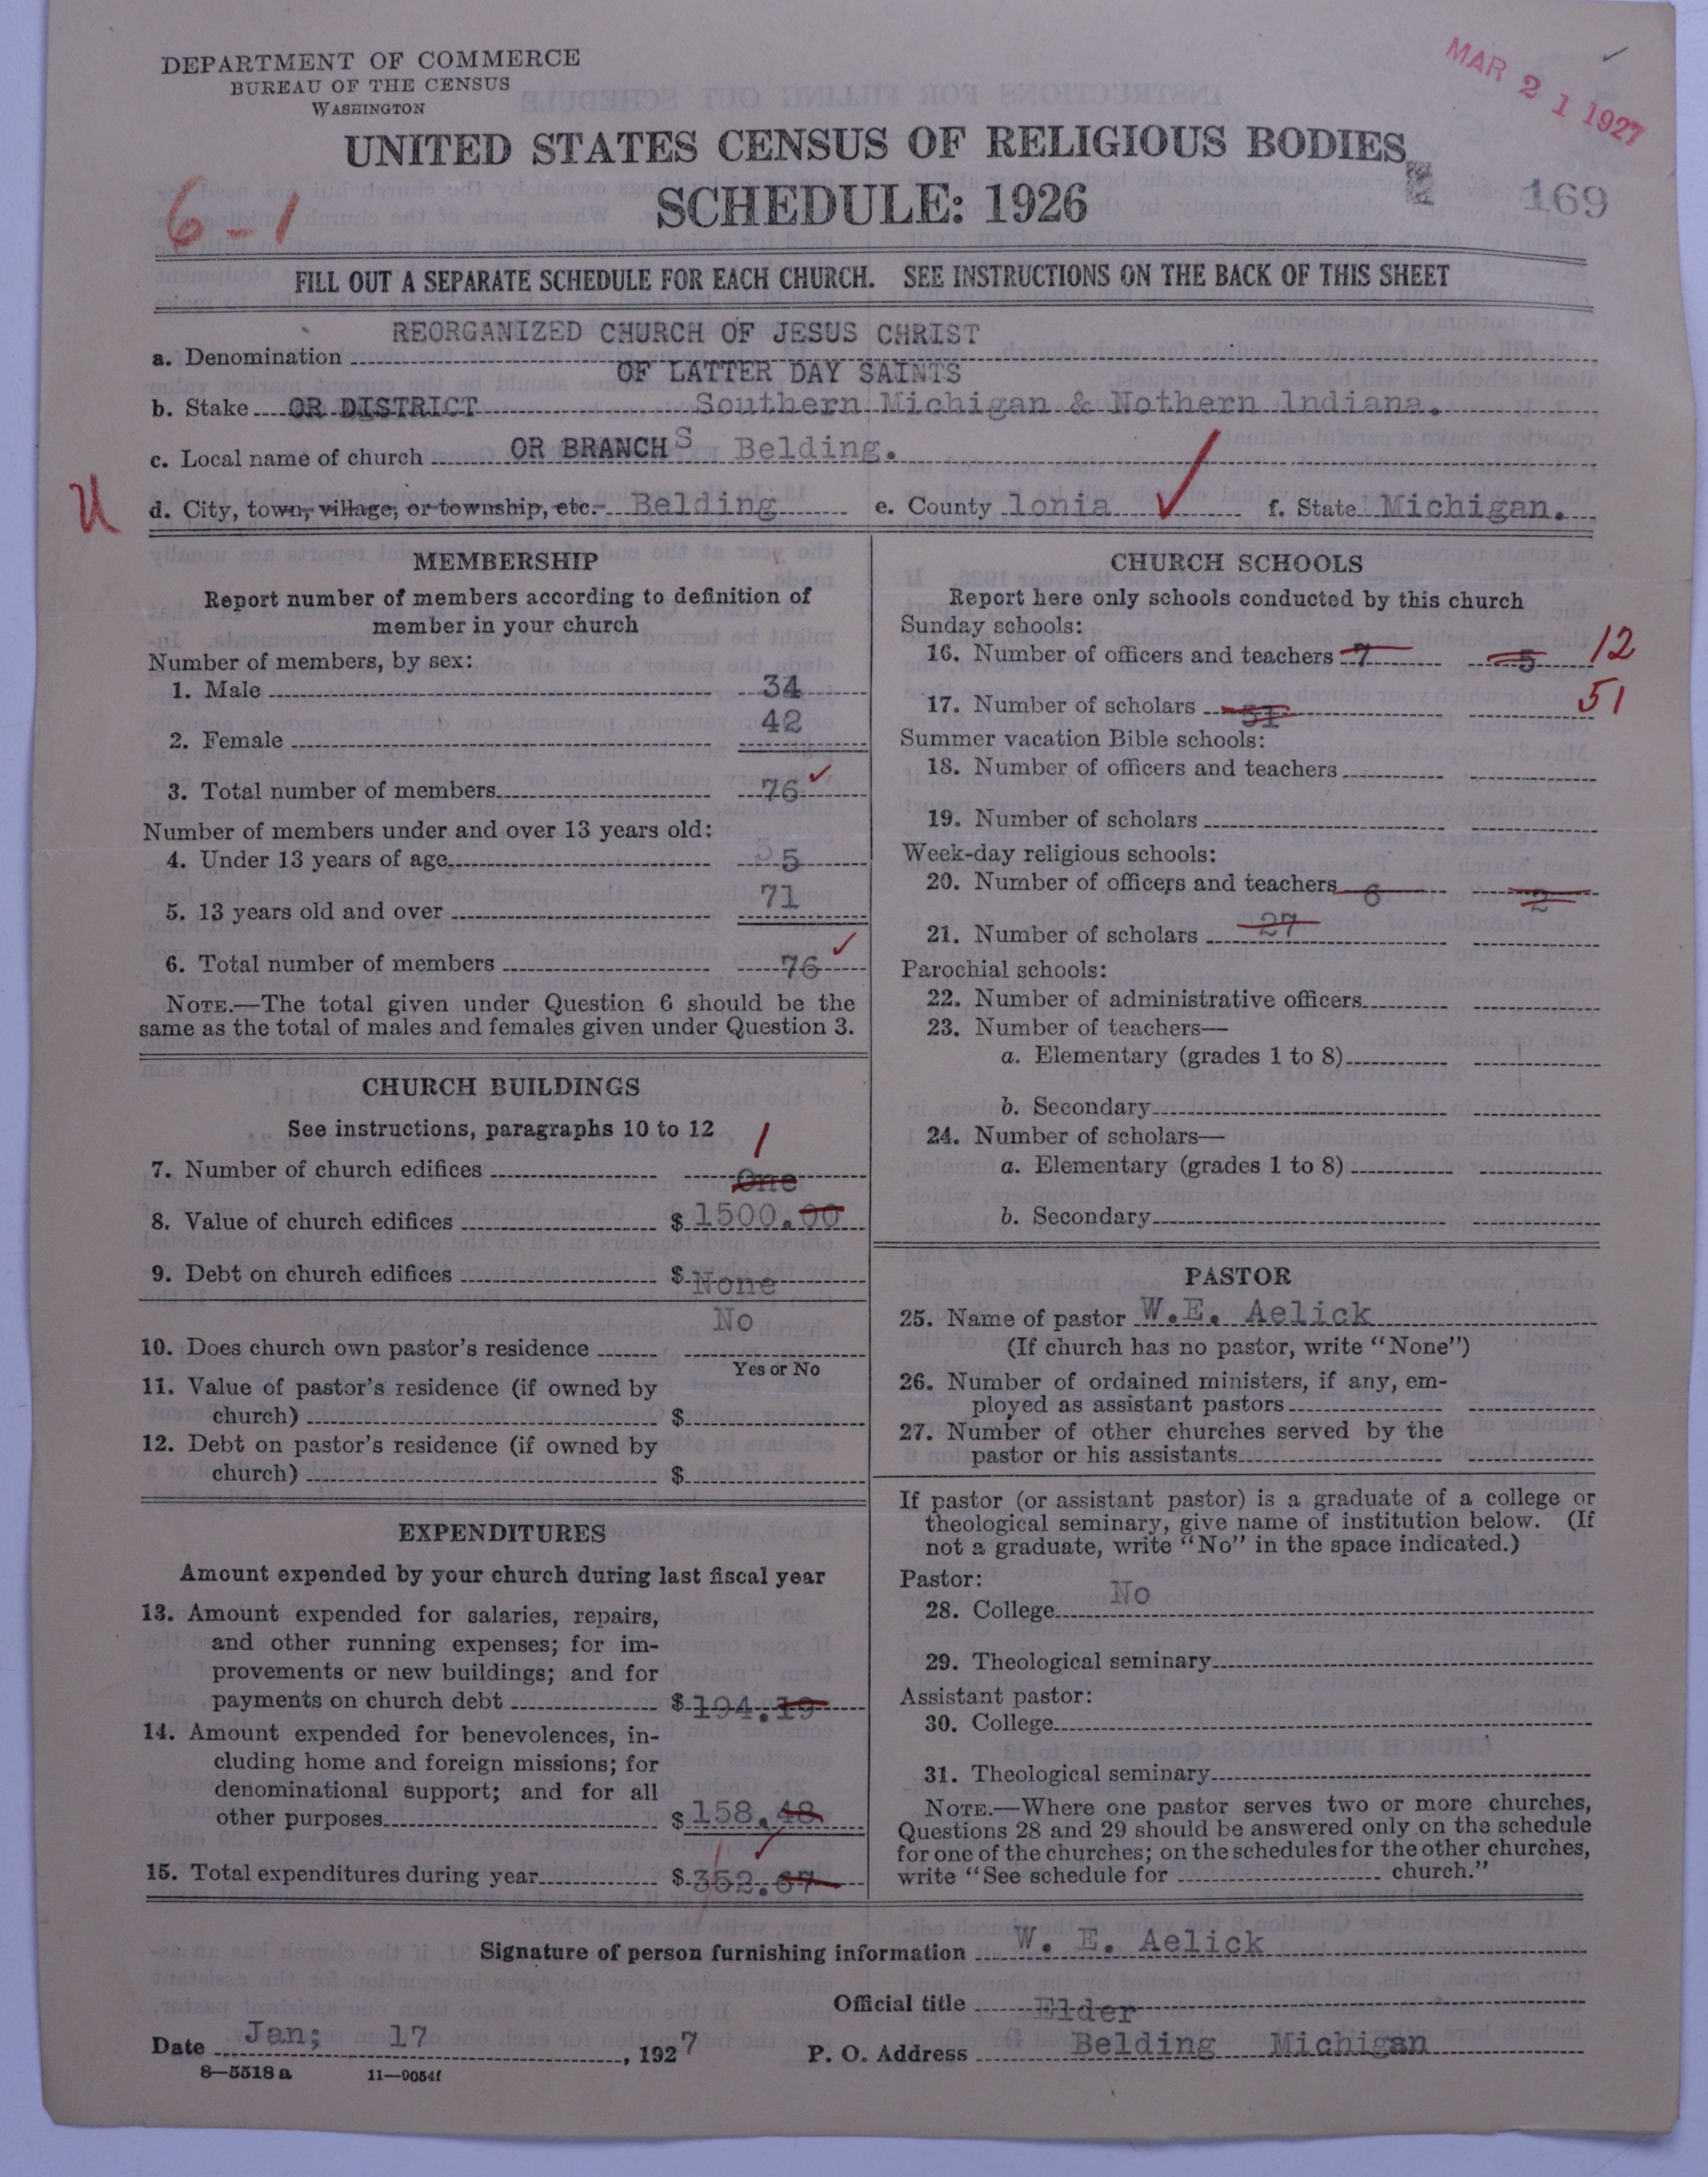 DEPARTMENT OF COMMERCE
BUREAU OF THE CENSUS
WASHINGTON
MAR 21 1927
UNITED STATES CENSUS OF RELIGIOUS BODIES
SCHEDULE: 1926
6-1
169
FILL OUT A SEPARATE SCHEDULE FOR EACH CHURCH. SEE INSTRUCTIONS ON THE BACK OF THIS SHEET
REORGANIZED CHURCH OF JESUS CHRIST
a. Denomination
OF LATTER DAY SAINTS
b. Stake OR DISTRICT Southern Michigan & Nothern lndiana.
c. Local name of church OR BRANCH S Belding.
U d. City, town, village, or township, etc. Belding e. County lonia ✓ f. State Michigan.
MEMBERSHIP
Report number of members according to definition of
member in your church
Number of members, by sex:
1. Male 34
2. Female 42
3. Total number of members 76 ✓
Number of members under and over 13 years old:
4. Under 13 years of age 5
5. 13 years old and over 71
6. Total number of members 76 ✓
NOTE.—The total given under Question 6 should be the
same as the total of males and females given under Question 3.
CHURCH BUILDINGS
See instructions, paragraphs 10 to 12
7. Number of church edifices One 1
8. Value of church edifices $ 1500.00
9. Debt on church edifices $ None
10. Does church own pastor's residence No
Yes or No
11. Value of pastor's residence (if owned by
church) $
12. Debt on pastor's residence (if owned by
church) $
EXPENDITURES
Amount expended by your church during last fiscal year
13. Amount expended for salaries, repairs,
and other running expenses; for im-
provements or new buildings; and for
payments on church debt $ 194.19
14. Amount expended for benevolences, in-
cluding home and foreign missions; for
denominational support; and for all
other purposes $ 158.48
15. Total expenditures during year $ 352.67 ✓
CHURCH SCHOOLS
Report here only schools conducted by this church
Sunday schools:
16. Number of officers and teachers 7 5 12
17. Number of scholars 51 51
Summer vacation Bible schools:
18. Number of officers and teachers
19. Number of scholars
Week-day religious schools:
20. Number of officers and teachers 6 2
21. Number of scholars 27
Parochial schools:
22. Number of administrative officers
23. Number of teachers—
a. Elementary (grades 1 to 8)
b. Secondary
24. Number of scholars—
a. Elementary (grades 1 to 8)
b. Secondary
PASTOR
25. Name of pastor W.E. Aelick
(If church has no pastor, write "None")
26. Number of ordained ministers, if any, em-
ployed as assistant pastors
27. Number of other churches served by the
pastor or his assistants
If pastor (or assistant pastor) is a graduate of a college or
theological seminary, give name of institution below. (If
not a graduate, write "No" in the space indicated.)
Pastor:
28. College No
29. Theological seminary
Assistant pastor:
30. College
31. Theological seminary
NOTE.—Where one pastor serves two or more churches,
Questions 28 and 29 should be answered only on the schedule
for one of the churches; on the schedules for the other churches,
write "See schedule for church."
Signature of person furnishing information W. E. Aelick
Official title Elder
Date Jan; 17, 1927 P. O. Address Belding Michigan
8—5518 a 11—9054f